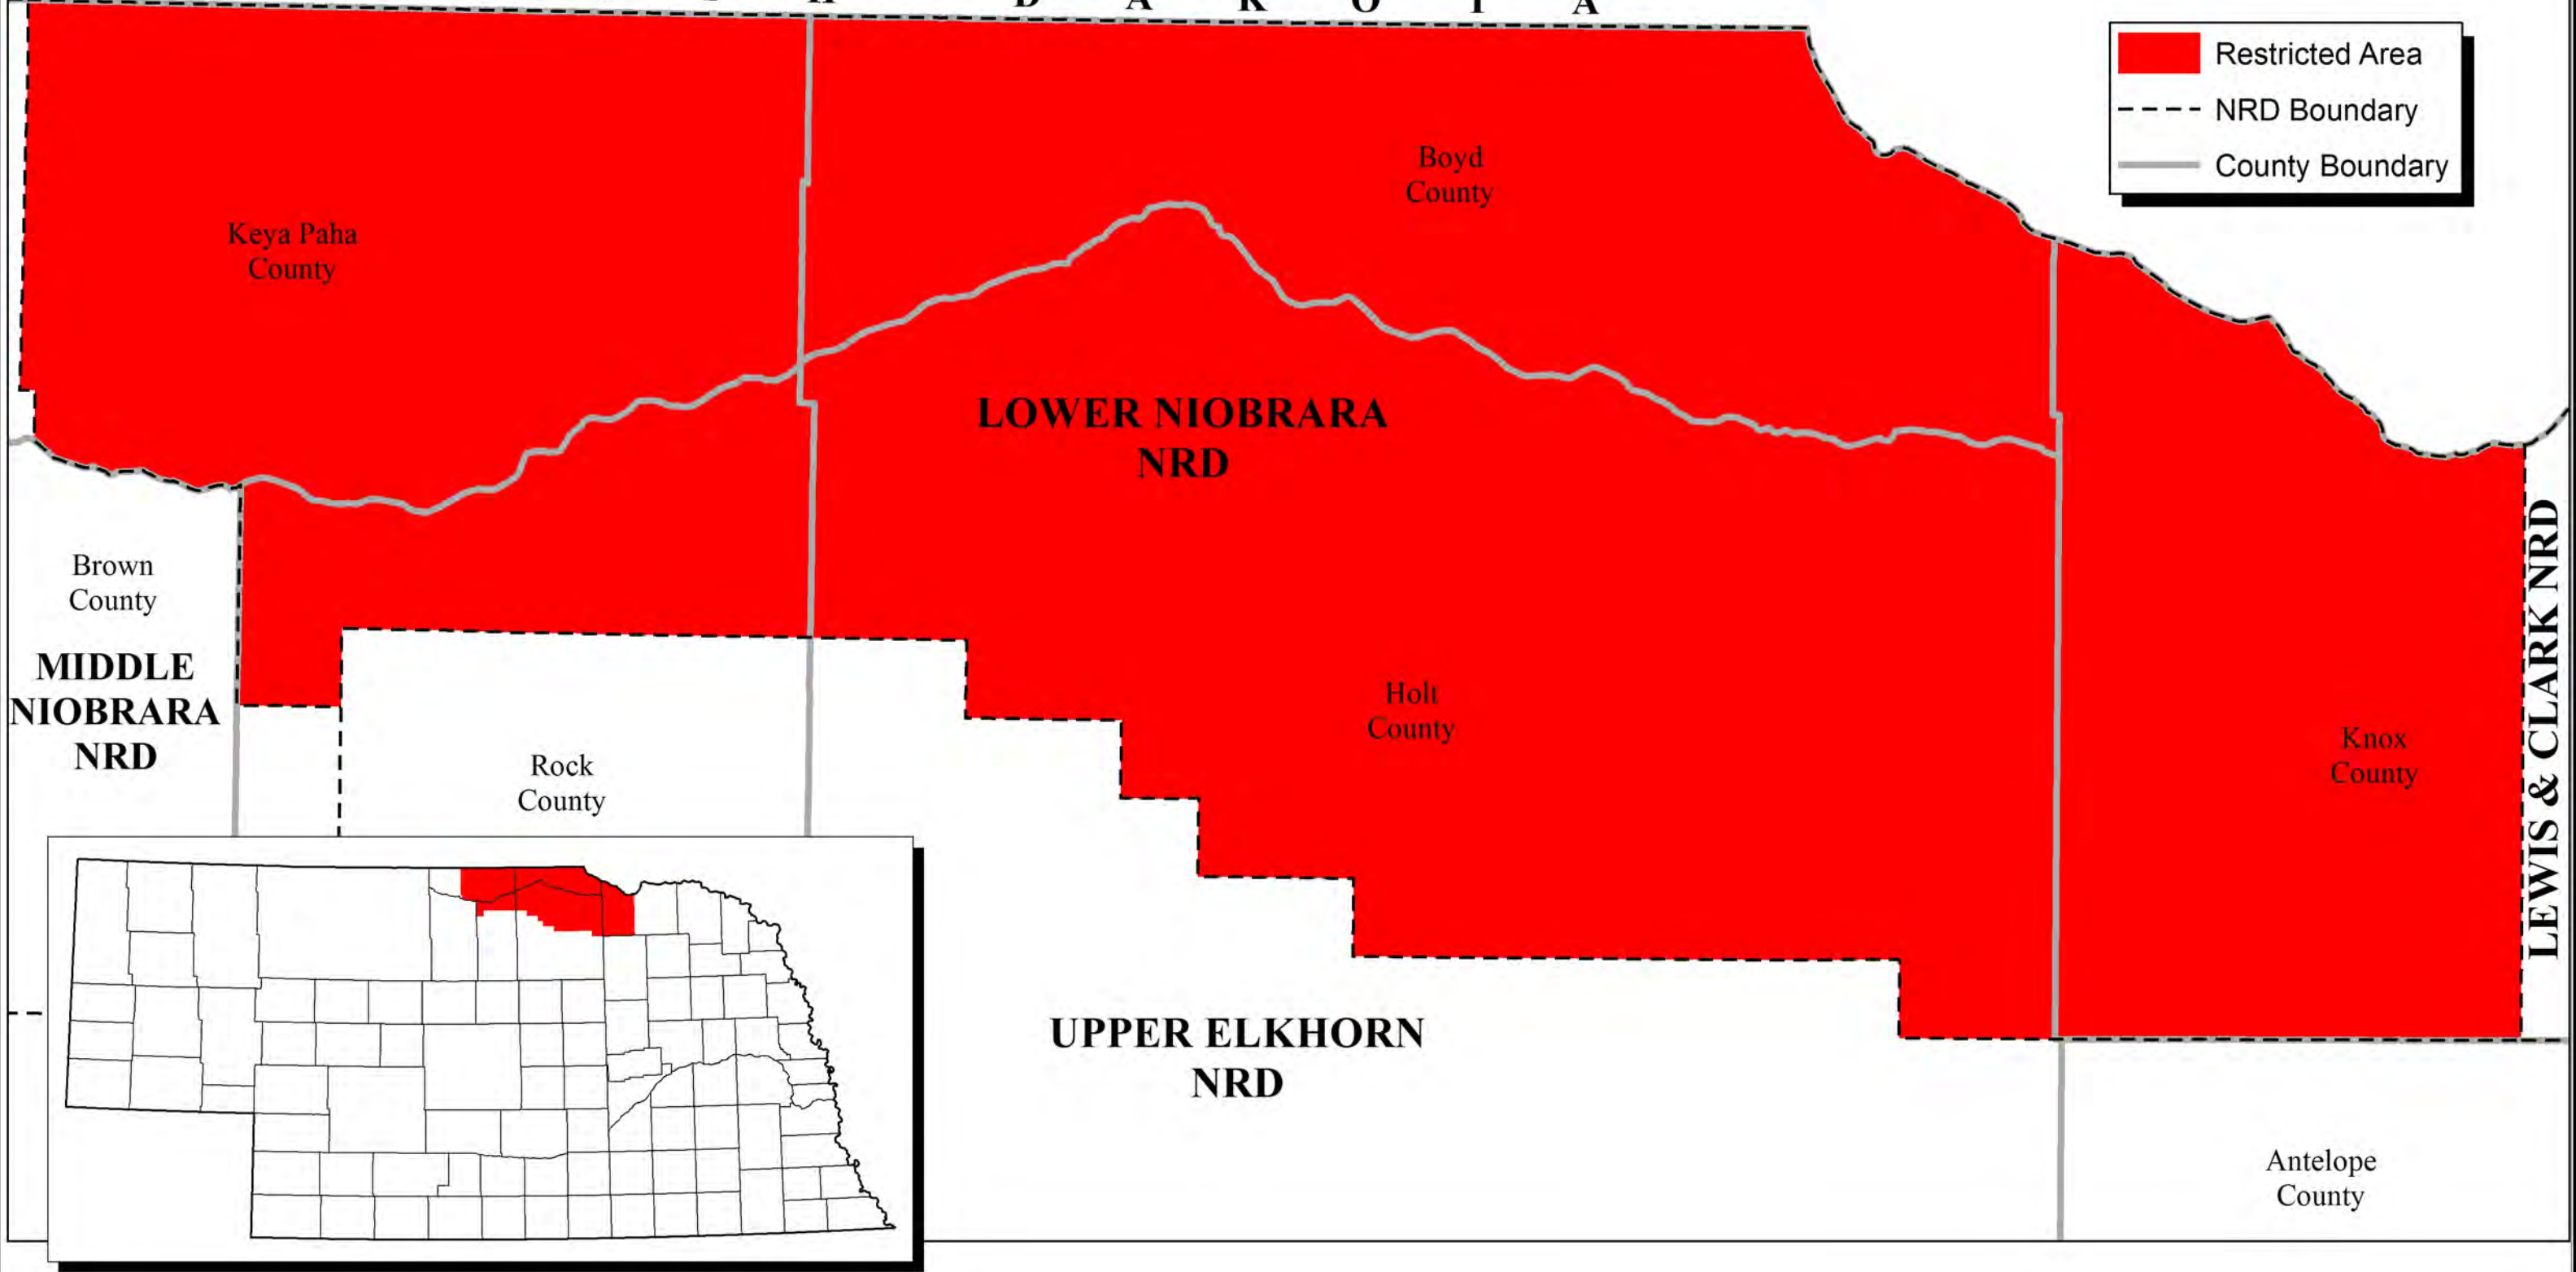 D A K O T A
Restricted Area
NRD Boundary
County Boundary
Boyd
County
Keya Paha
County
LOWER NIOBRARA
NRD
Brown
County
MIDDLE
NIOBRARA
NRD
Rock
County
Holt
County
Knox
County
LEWIS & CLARK NRD
UPPER ELKHORN
NRD
Antelope
County